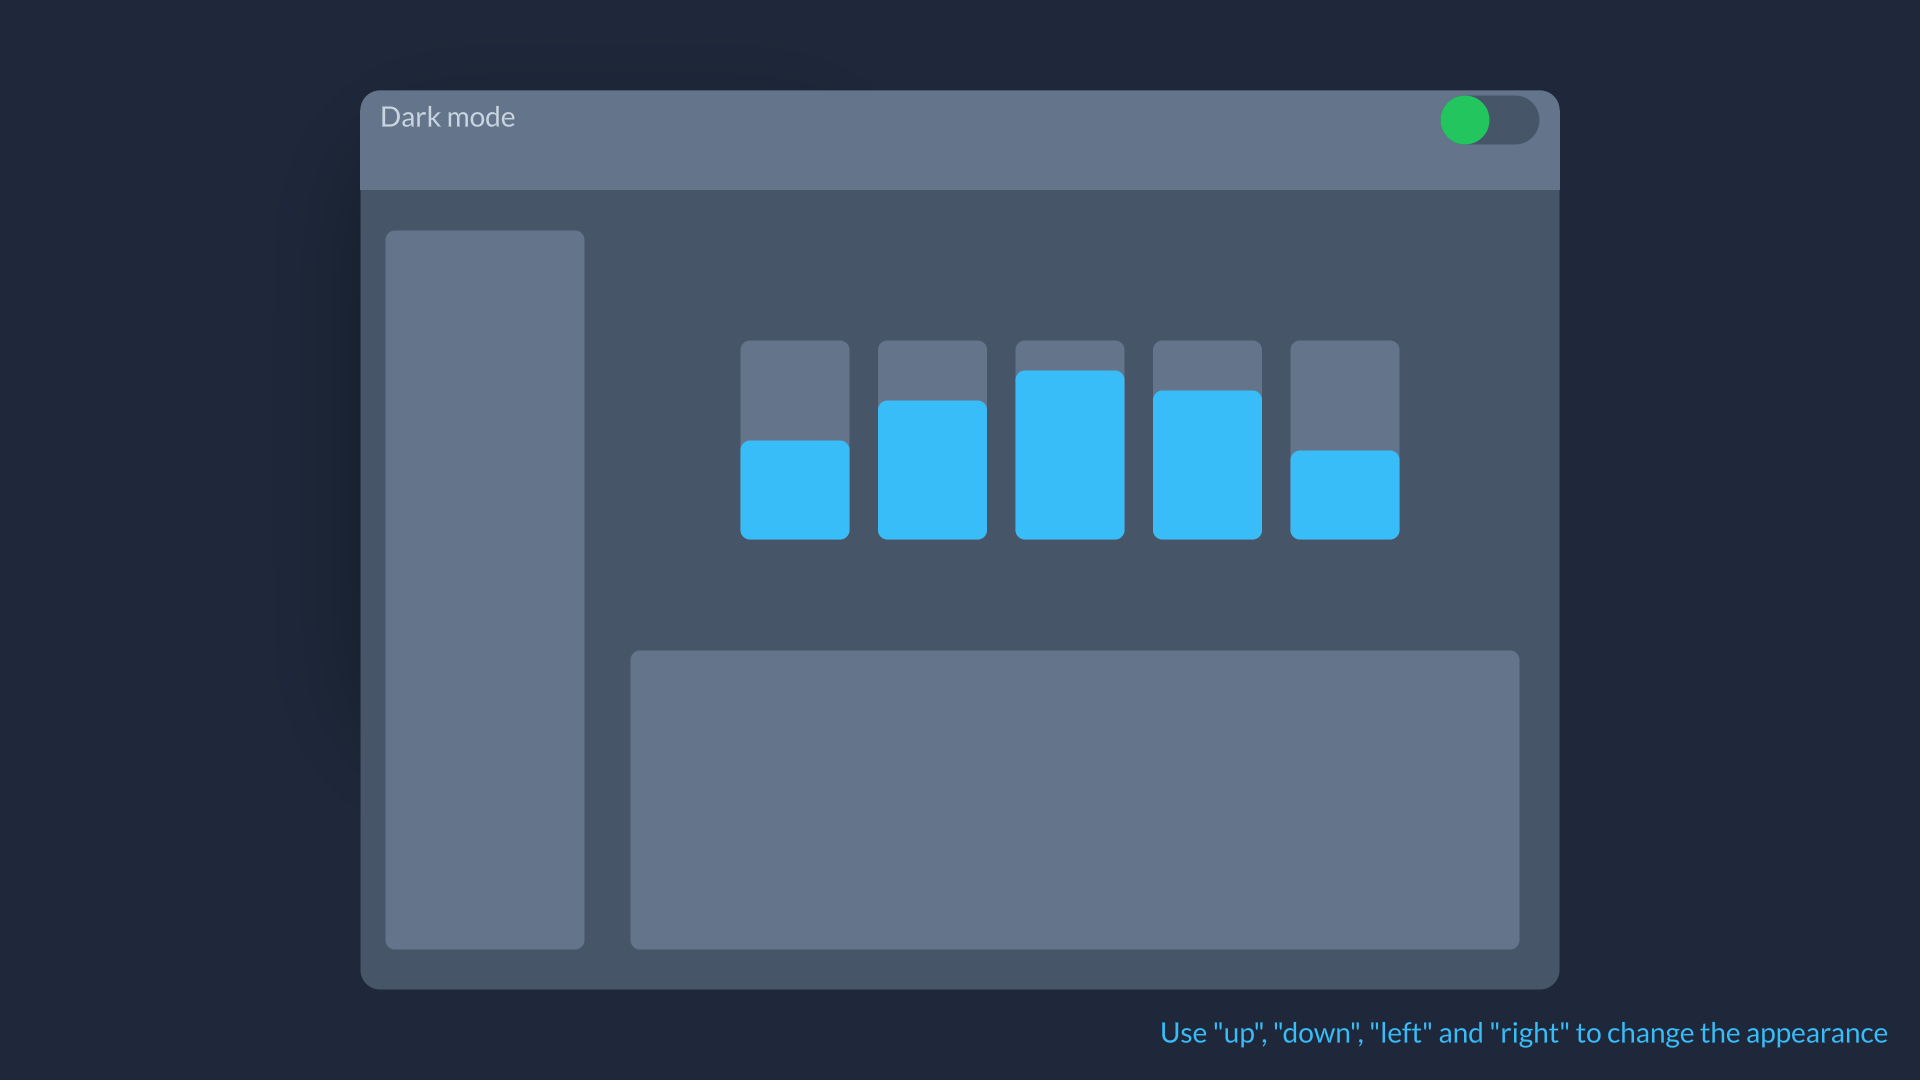 Dark mode
Use "up", "down", "left" and "right" to change the appearance